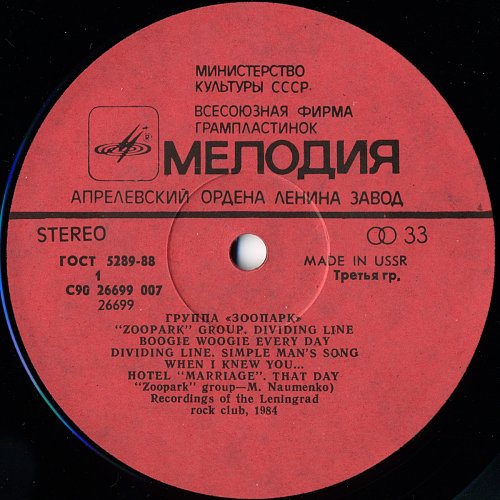 МИНИСТЕРСТВО
КУЛЬТУРЫ СССР
ВСЕСОЮЗНАЯ ФИРМА
ГРАМПЛАСТИНОК
МЕЛОДИЯ
АПРЕЛЕВСКИЙ ОРДЕНА ЛЕНИНА ЗАВОД
STEREO 33
ГОСТ 5289-88 MADE IN USSR
1 Третья гр.
С90 26699 007
26699
ГРУППА «ЗООПАРК»
"ZOOPARK" GROUP. DIVIDING LINE
BOOGIE WOOGIE EVERY DAY
DIVIDING LINE. SIMPLE MAN'S SONG
WHEN I KNEW YOU...
HOTEL "MARRIAGE". THAT DAY
"Zoopark" group—M. Naumenko)
Recordings of the Leningrad
rock club, 1984